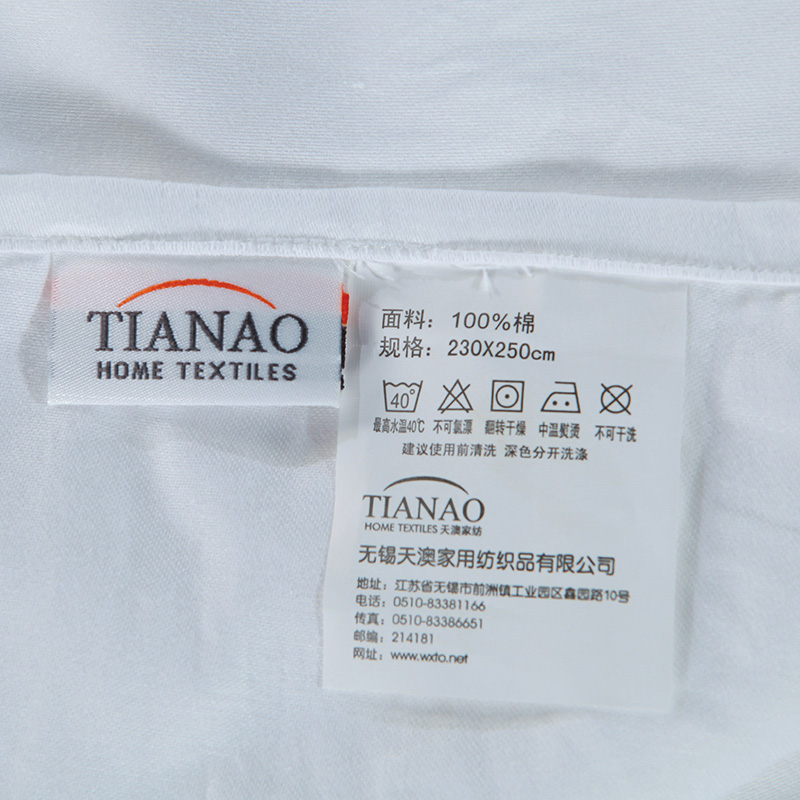 TIANAO
HOME TEXTILES
面料：100%棉
规格：230X250cm
40°
最高水温40℃ 不可氯漂 翻转干燥 中温熨烫 不可干洗
建议使用前清洗 深色分开洗涤
TIANAO
HOME TEXTILES 天澳家纺
无锡天澳家用纺织品有限公司
地址：江苏省无锡市前洲镇工业园区鑫园路10号
电话：0510-83381166
传真：0510-83386651
邮编：214181
网址：www.wxto.net